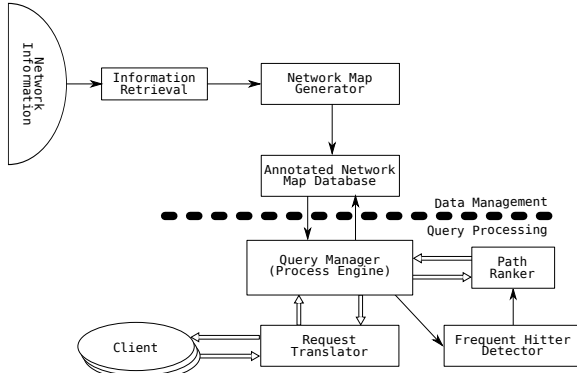 Network
Information
Information
Retrieval
Network Map
Generator
Annotated Network
Map Database
Data Management
Query Processing
Query Manager
(Process Engine)
Path
Ranker
Client
Request
Translator
Frequent Hitter
Detector